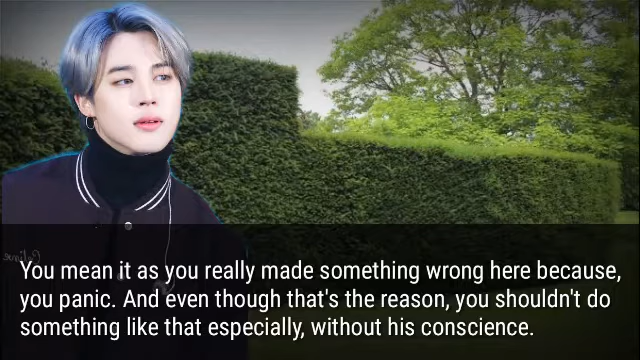 You mean it as you really made something wrong here because,
you panic. And even though that's the reason, you shouldn't do
something like that especially, without his conscience.